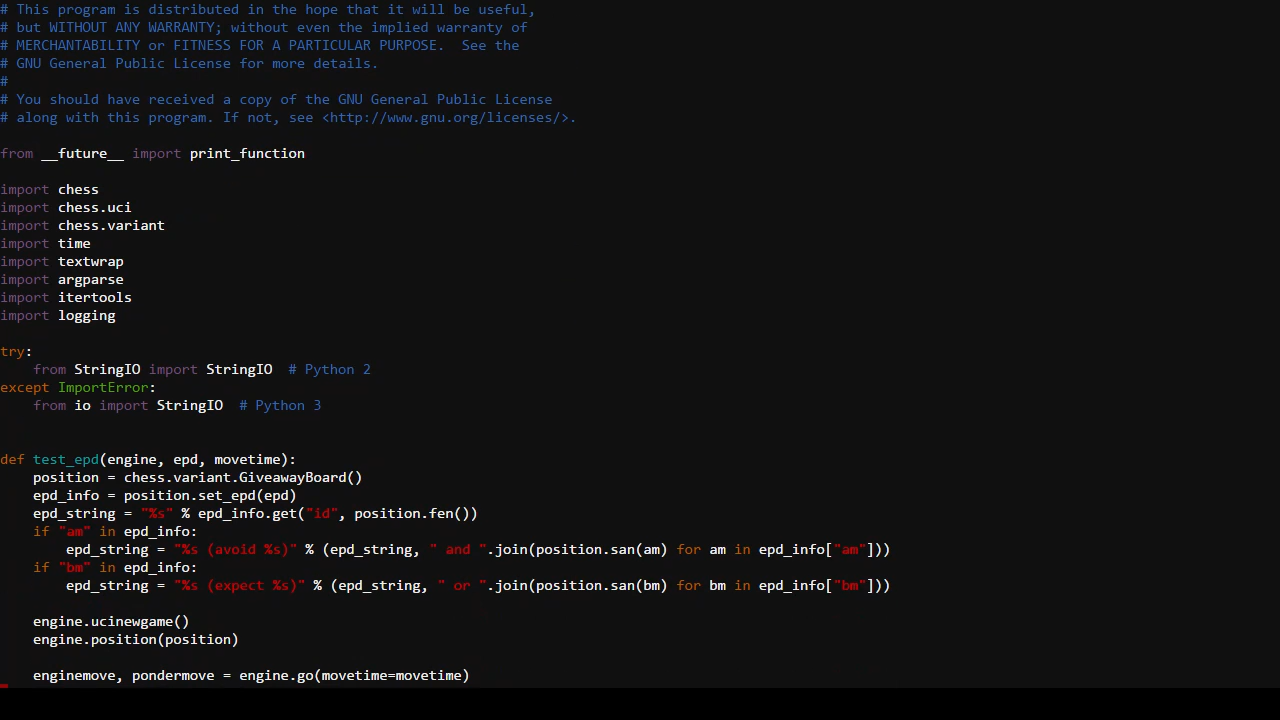 # This program is distributed in the hope that it will be useful,
# but WITHOUT ANY WARRANTY; without even the implied warranty of
# MERCHANTABILITY or FITNESS FOR A PARTICULAR PURPOSE.  See the
# GNU General Public License for more details.
#
# You should have received a copy of the GNU General Public License
# along with this program. If not, see <http://www.gnu.org/licenses/>.

from __future__ import print_function

import chess
import chess.uci
import chess.variant
import time
import textwrap
import argparse
import itertools
import logging

try:
    from StringIO import StringIO  # Python 2
except ImportError:
    from io import StringIO  # Python 3


def test_epd(engine, epd, movetime):
    position = chess.variant.GiveawayBoard()
    epd_info = position.set_epd(epd)
    epd_string = "%s" % epd_info.get("id", position.fen())
    if "am" in epd_info:
        epd_string = "%s (avoid %s)" % (epd_string, " and ".join(position.san(am) for am in epd_info["am"]))
    if "bm" in epd_info:
        epd_string = "%s (expect %s)" % (epd_string, " or ".join(position.san(bm) for bm in epd_info["bm"]))

    engine.ucinewgame()
    engine.position(position)

    enginemove, pondermove = engine.go(movetime=movetime)